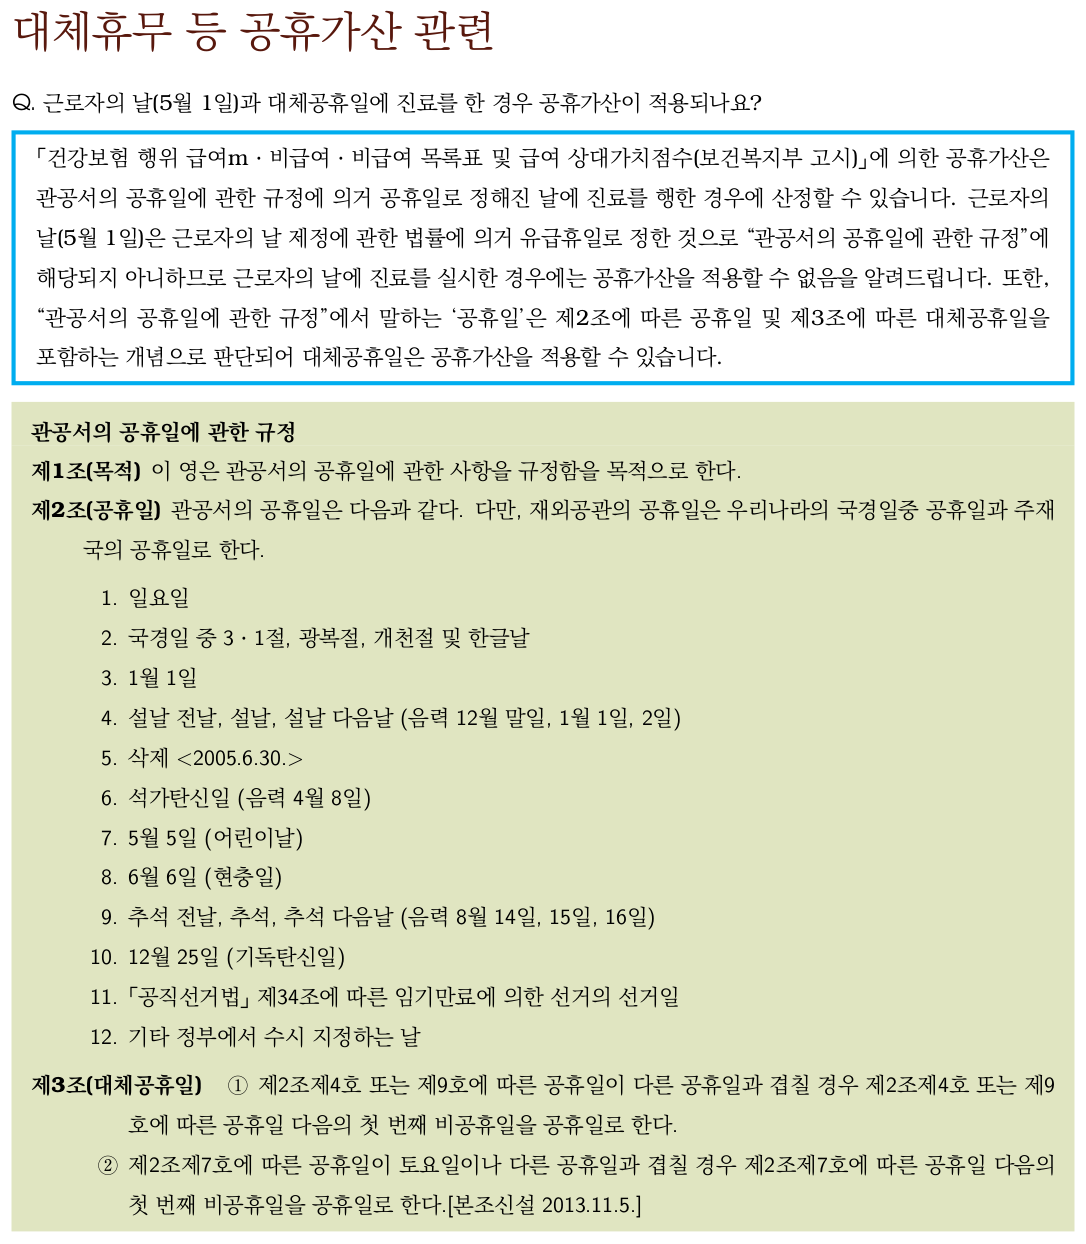 대체휴무 등 공휴가산 관련
Q. 근로자의 날(5월 1일)과 대체공휴일에 진료를 한 경우 공휴가산이 적용되나요?
「건강보험 행위 급여m · 비급여 · 비급여 목록표 및 급여 상대가치점수(보건복지부 고시)」에 의한 공휴가산은
관공서의 공휴일에 관한 규정에 의거 공휴일로 정해진 날에 진료를 행한 경우에 산정할 수 있습니다. 근로자의
날(5월 1일)은 근로자의 날 제정에 관한 법률에 의거 유급휴일로 정한 것으로 “관공서의 공휴일에 관한 규정”에
해당되지 아니하므로 근로자의 날에 진료를 실시한 경우에는 공휴가산을 적용할 수 없음을 알려드립니다. 또한,
“관공서의 공휴일에 관한 규정”에서 말하는 ‘공휴일’은 제2조에 따른 공휴일 및 제3조에 따른 대체공휴일을
포함하는 개념으로 판단되어 대체공휴일은 공휴가산을 적용할 수 있습니다.
관공서의 공휴일에 관한 규정
제1조(목적) 이 영은 관공서의 공휴일에 관한 사항을 규정함을 목적으로 한다.
제2조(공휴일) 관공서의 공휴일은 다음과 같다. 다만, 재외공관의 공휴일은 우리나라의 국경일중 공휴일과 주재
국의 공휴일로 한다.
1. 일요일
2. 국경일 중 3 · 1절, 광복절, 개천절 및 한글날
3. 1월 1일
4. 설날 전날, 설날, 설날 다음날 (음력 12월 말일, 1월 1일, 2일)
5. 삭제 <2005.6.30.>
6. 석가탄신일 (음력 4월 8일)
7. 5월 5일 (어린이날)
8. 6월 6일 (현충일)
9. 추석 전날, 추석, 추석 다음날 (음력 8월 14일, 15일, 16일)
10. 12월 25일 (기독탄신일)
11. 「공직선거법」 제34조에 따른 임기만료에 의한 선거의 선거일
12. 기타 정부에서 수시 지정하는 날
제3조(대체공휴일) ① 제2조제4호 또는 제9호에 따른 공휴일이 다른 공휴일과 겹칠 경우 제2조제4호 또는 제9
호에 따른 공휴일 다음의 첫 번째 비공휴일을 공휴일로 한다.
② 제2조제7호에 따른 공휴일이 토요일이나 다른 공휴일과 겹칠 경우 제2조제7호에 따른 공휴일 다음의
첫 번째 비공휴일을 공휴일로 한다.[본조신설 2013.11.5.]